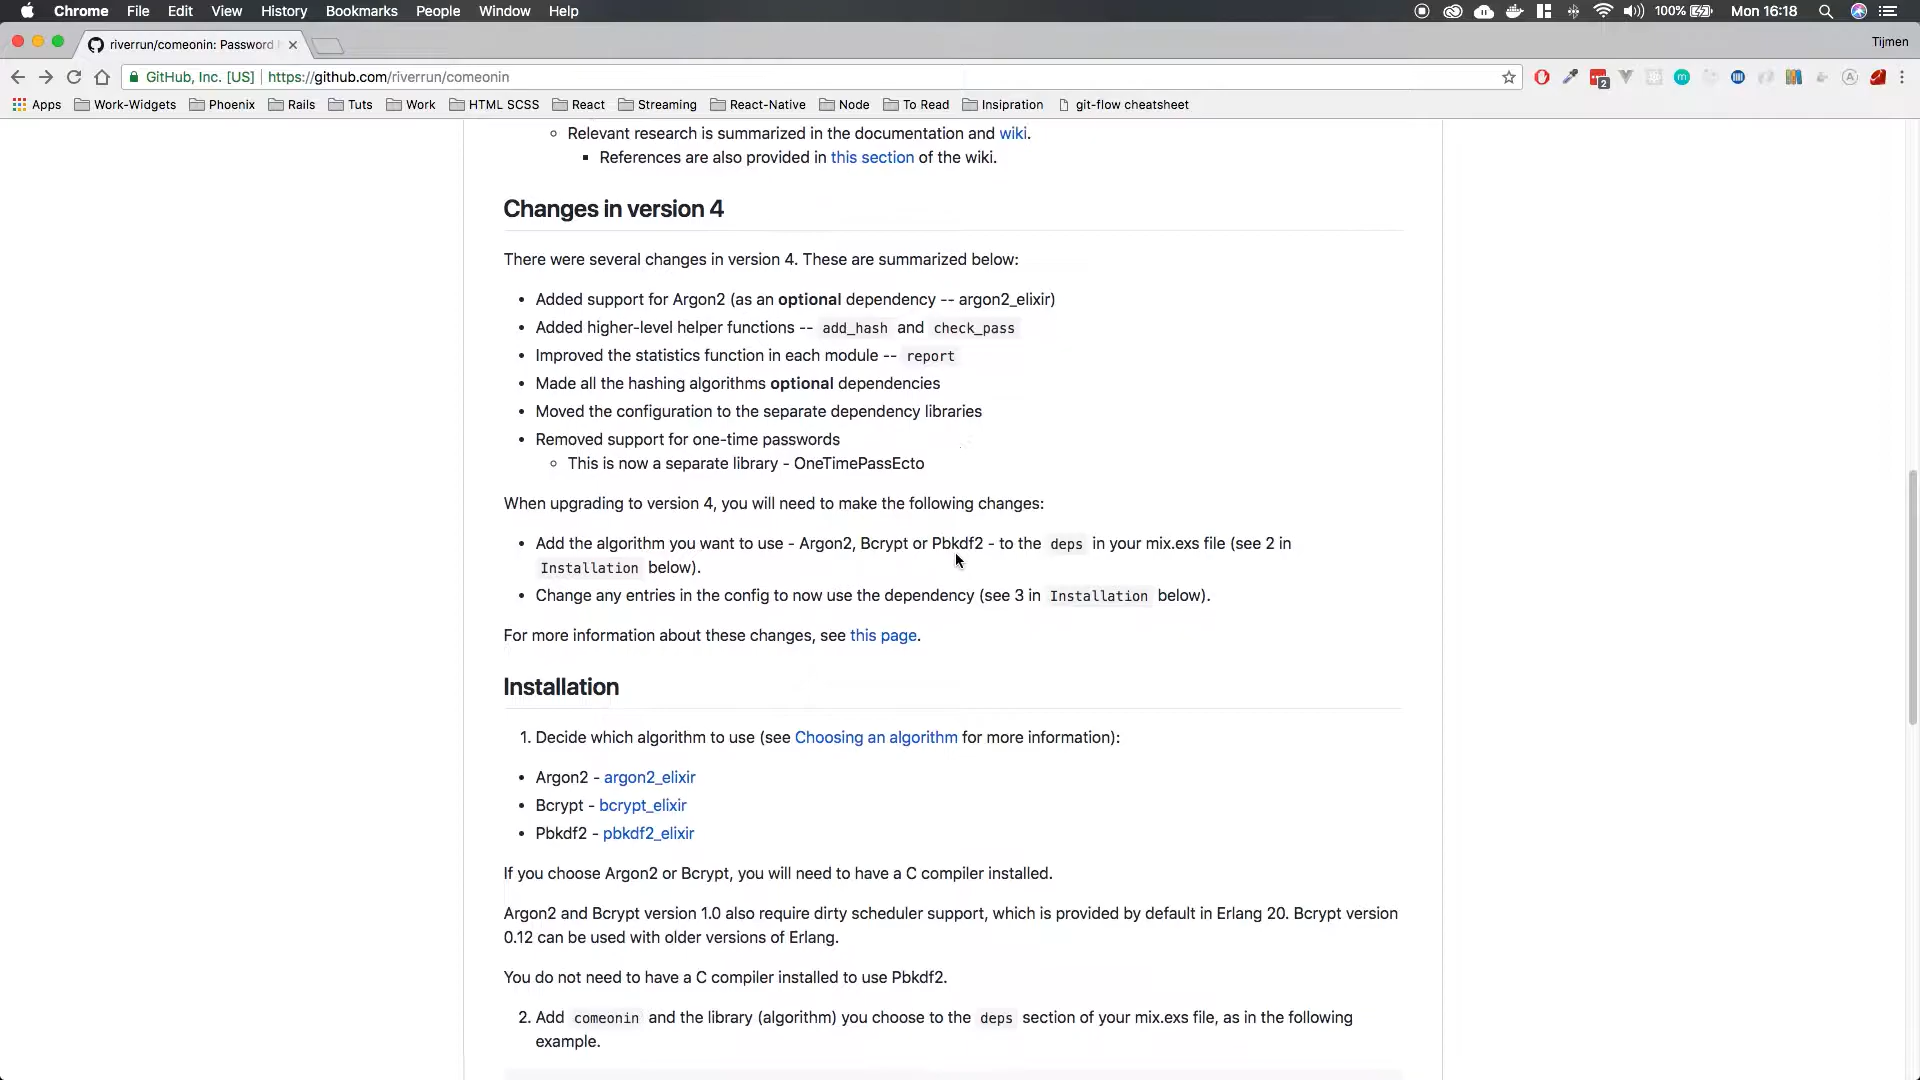 Chrome File Edit View History Bookmarks People Window Help 100% Mon 16:18
riverrun/comeonin: Password Tijmen
GitHub, Inc. [US] https://github.com/riverrun/comeonin 2
Apps Work-Widgets Phoenix Rails Tuts Work HTML SCSS React Streaming React-Native Node To Read Insipration git-flow cheatsheet
Relevant research is summarized in the documentation and wiki.
References are also provided in this section of the wiki.
Changes in version 4
There were several changes in version 4. These are summarized below:
Added support for Argon2 (as an optional dependency -- argon2_elixir)
Added higher-level helper functions -- add_hash and check_pass
Improved the statistics function in each module -- report
Made all the hashing algorithms optional dependencies
Moved the configuration to the separate dependency libraries
Removed support for one-time passwords
This is now a separate library - OneTimePassEcto
When upgrading to version 4, you will need to make the following changes:
Add the algorithm you want to use - Argon2, Bcrypt or Pbkdf2 - to the deps in your mix.exs file (see 2 in
Installation below).
Change any entries in the config to now use the dependency (see 3 in Installation below).
For more information about these changes, see this page.
Installation
1. Decide which algorithm to use (see Choosing an algorithm for more information):
Argon2 - argon2_elixir
Bcrypt - bcrypt_elixir
Pbkdf2 - pbkdf2_elixir
If you choose Argon2 or Bcrypt, you will need to have a C compiler installed.
Argon2 and Bcrypt version 1.0 also require dirty scheduler support, which is provided by default in Erlang 20. Bcrypt version
0.12 can be used with older versions of Erlang.
You do not need to have a C compiler installed to use Pbkdf2.
2. Add comeonin and the library (algorithm) you choose to the deps section of your mix.exs file, as in the following
example.